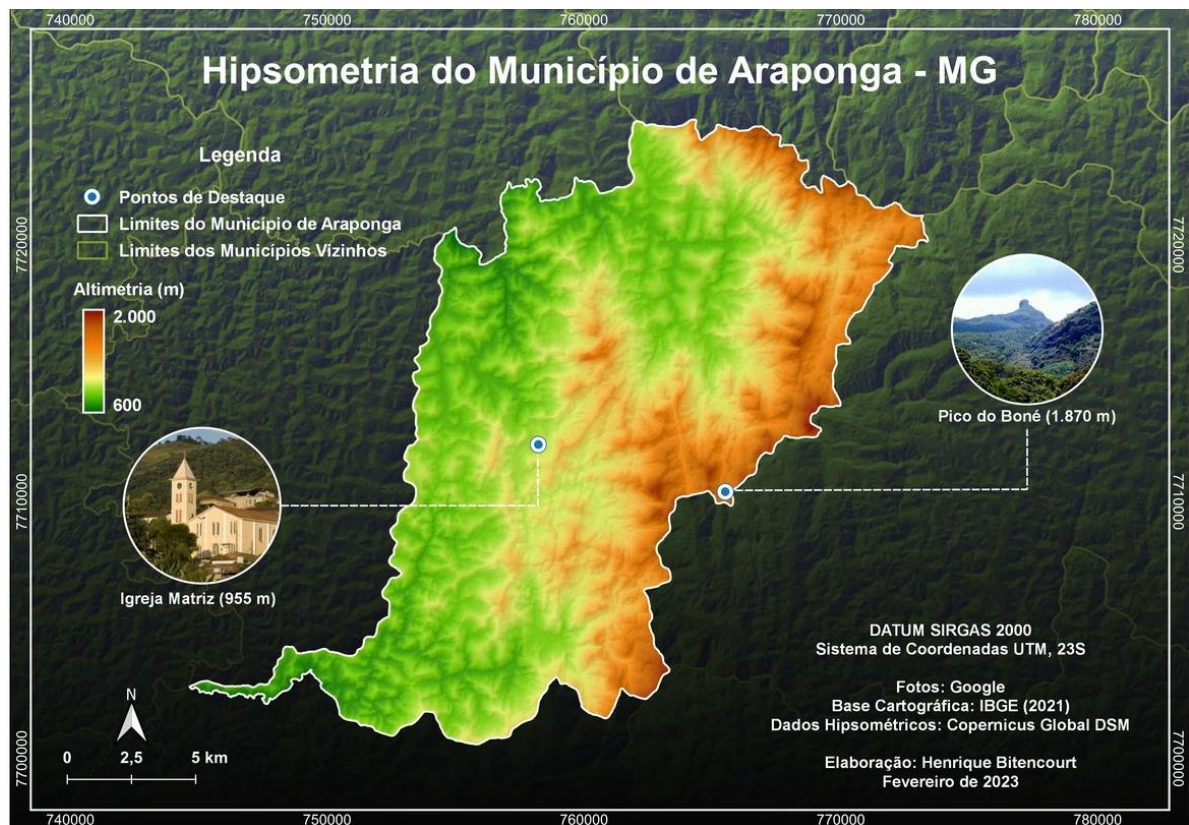 740000 750000 760000 770000 780000
Hipsometria do Município de Araponga - MG
Legenda
Pontos de Destaque
Limites do Município de Araponga
Limites dos Municípios Vizinhos
Altimetria (m)
2.000
600
7720000
7710000
7700000
7720000
7710000
7700000
Pico do Boné (1.870 m)
Igreja Matriz (955 m)
DATUM SIRGAS 2000
Sistema de Coordenadas UTM, 23S
Fotos: Google
Base Cartográfica: IBGE (2021)
Dados Hipsométricos: Copernicus Global DSM
Elaboração: Henrique Bitencourt
Fevereiro de 2023
N
0 2,5 5 km
740000 750000 760000 770000 780000